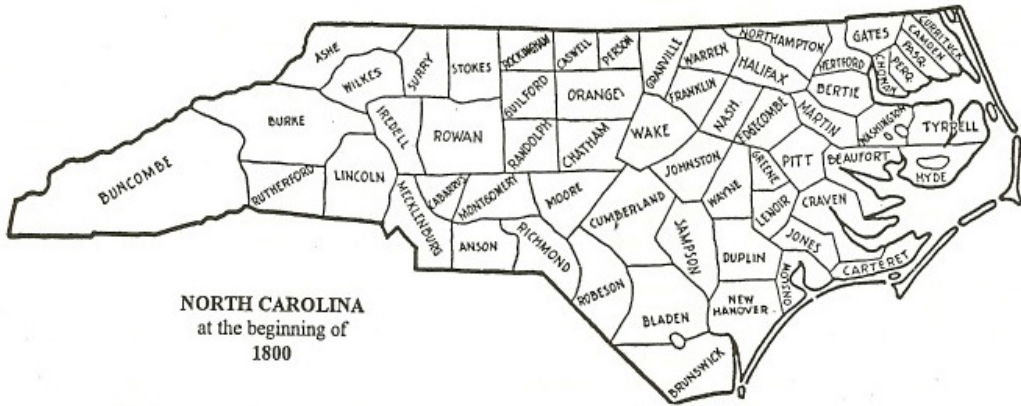 ASHE
WILKES
SURRY
STOKES
ROCKINGHAM
CASWELL
PERSON
GRANVILLE
WARREN
NORTHAMPTON
HALIFAX
HERTFORD
GATES
CHOWAN
PERQ.
PASQ.
CAMDEN
CURRITUCK
BERTIE
FRANKLIN
NASH
EDGECOMBE
MARTIN
WASHINGTON
TYRRELL
GUILFORD
ORANGE
WAKE
BURKE
IREDELL
ROWAN
RANDOLPH
CHATHAM
JOHNSTON
WAYNE
GREENE
PITT
BEAUFORT
HYDE
BUNCOMBE
RUTHERFORD
LINCOLN
MECKLENBURG
CABARRUS
MONTGOMERY
MOORE
CUMBERLAND
SAMPSON
DUPLIN
LENOIR
CRAVEN
JONES
CARTERET
ONSLOW
ANSON
RICHMOND
ROBESON
BLADEN
NEW
HANOVER
BRUNSWICK
NORTH CAROLINA
at the beginning of
1800